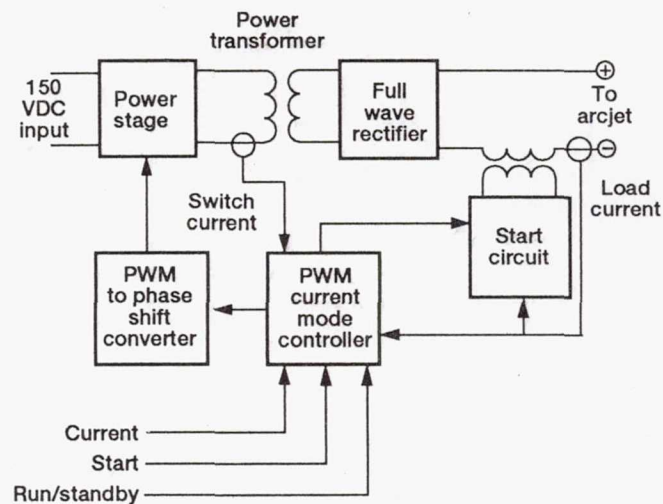 Power
transformer
150
VDC
input
Power
stage
Full
wave
rectifier
+
To
arcjet
−
Switch
current
Load
current
Start
circuit
PWM
to phase
shift
converter
PWM
current
mode
controller
Current
Start
Run/standby